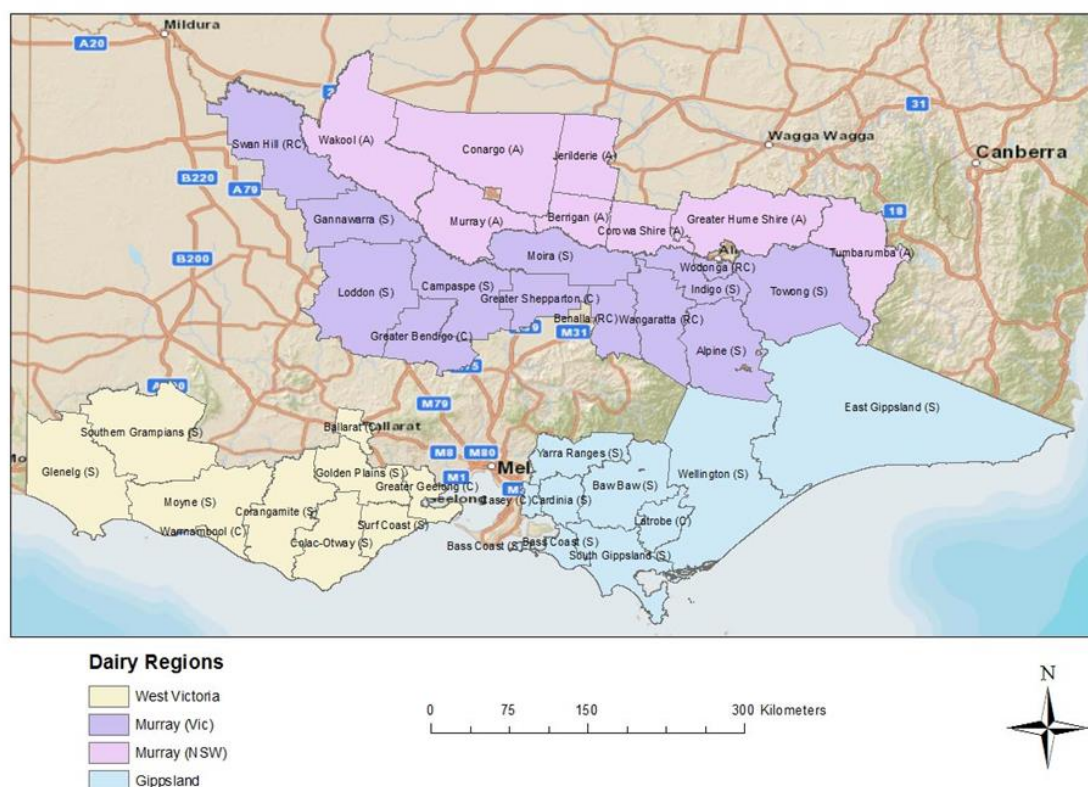 Mildura
A20
31
Wagga Wagga
Canberra
Swan Hill (RC)
Wakool (A)
Conargo (A)
Jerilderie (A)
B220
A79
18
Gannawarra (S)
Murray (A)
Berrigan (A)
Corowa Shire (A)
Greater Hume Shire (A)
Tumbarumba (A)
B200
Moira (S)
Wodonga (RC)
Loddon (S)
Campaspe (S)
Indigo (S)
Towong (S)
Greater Shepparton (C)
Benalla (RC)
Wangaratta (RC)
M31
Greater Bendigo (C)
Alpine (S)
M79
East Gippsland (S)
Southern Grampians (S)
Ballarat (C)
Glenelg (S)
Golden Plains (S)
M8
M80
Mel
Yarra Ranges (S)
Wellington (S)
M1
Greater Geelong (C)
Baw Baw (S)
Moyne (S)
Corangamite (S)
Casey (C)
Cardinia (S)
Surf Coast (S)
Latrobe (C)
Warrnambool (C)
Colac-Otway (S)
Bass Coast (S)
Bass Coast (S)
South Gippsland (S)
Dairy Regions
West Victoria
Murray (Vic)
Murray (NSW)
Gippsland
0 75 150 300 Kilometers
N